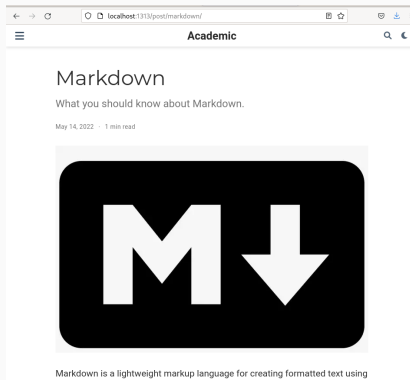 localhost:1313/post/markdown/
Academic
Markdown
What you should know about Markdown.
May 14, 2022 · 1 min read
M
Markdown is a lightweight markup language for creating formatted text using